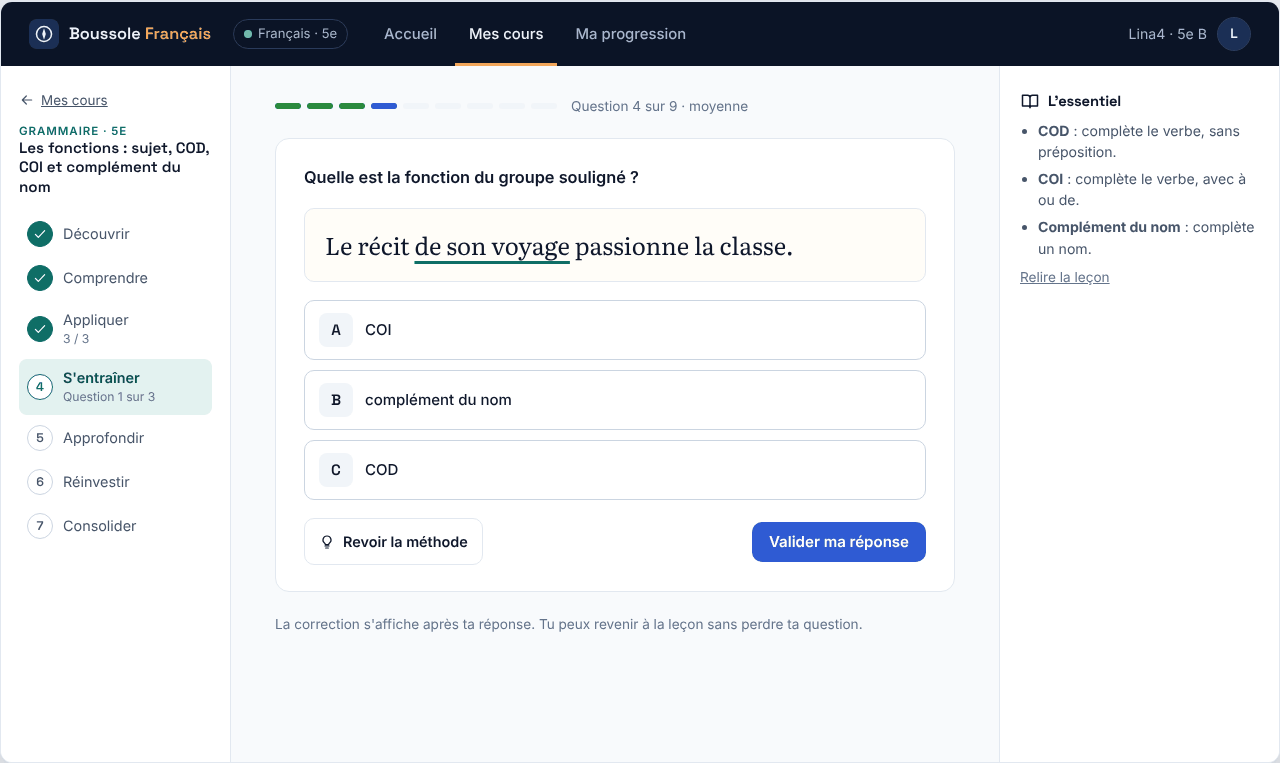 Boussole Français
Français · 5e
Accueil
Mes cours
Ma progression
Lina4 · 5e B
L
← Mes cours
GRAMMAIRE · 5E
Les fonctions : sujet, COD,
COI et complément du
nom
Découvrir
Comprendre
Appliquer
3 / 3
4
S'entraîner
Question 1 sur 3
5
Approfondir
6
Réinvestir
7
Consolider
Question 4 sur 9 · moyenne
Quelle est la fonction du groupe souligné ?
Le récit de son voyage passionne la classe.
A COI
B complément du nom
C COD
Revoir la méthode
Valider ma réponse
La correction s'affiche après ta réponse. Tu peux revenir à la leçon sans perdre ta question.
L'essentiel
• COD : complète le verbe, sans
préposition.
• COI : complète le verbe, avec à
ou de.
• Complément du nom : complète
un nom.
Relire la leçon